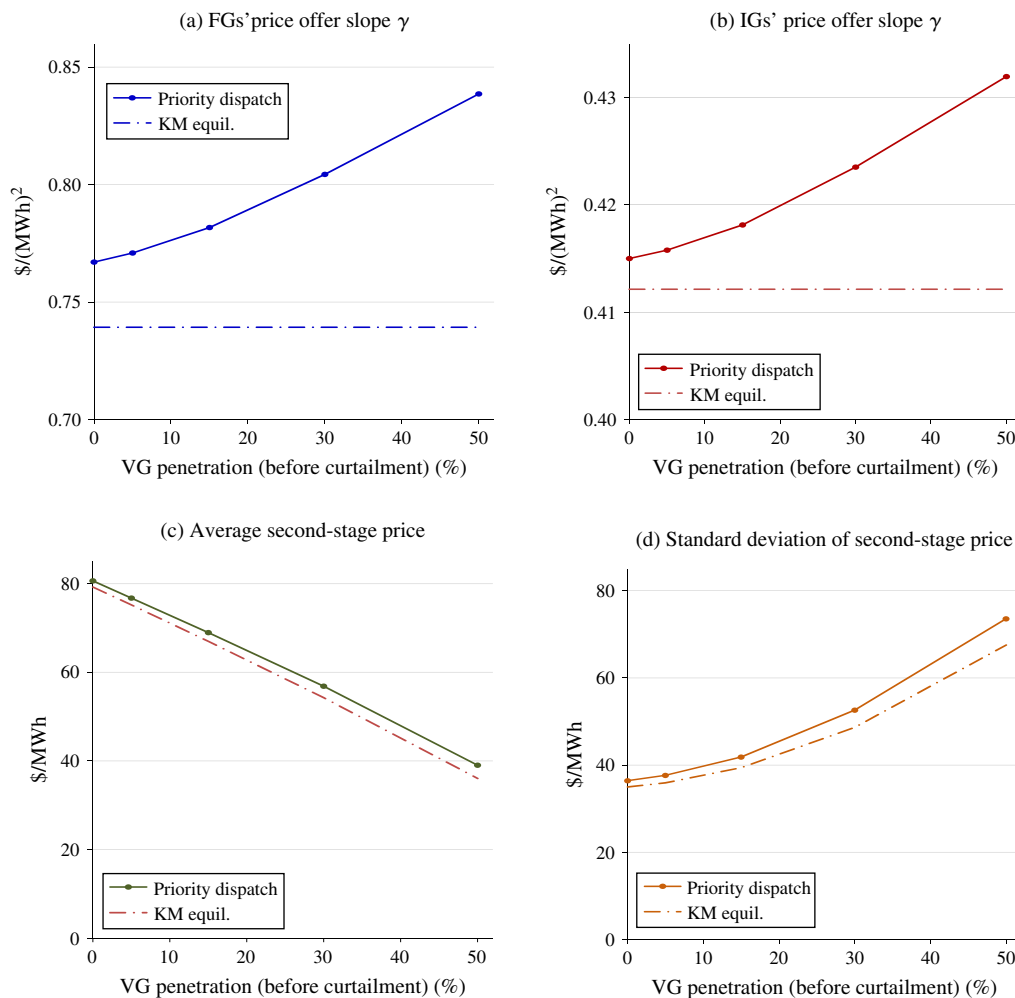 (a) FGs'price offer slope γ
0.85
0.80
0.75
0.70
$/(MWh)2
Priority dispatch
KM equil.
0 10 20 30 40 50
VG penetration (before curtailment) (%)
(b) IGs' price offer slope γ
0.43
0.42
0.41
0.40
$/(MWh)2
Priority dispatch
KM equil.
0 10 20 30 40 50
VG penetration (before curtailment) (%)
(c) Average second-stage price
80
60
40
20
0
$/MWh
Priority dispatch
KM equil.
0 10 20 30 40 50
VG penetration (before curtailment) (%)
(d) Standard deviation of second-stage price
80
60
40
20
0
$/MWh
Priority dispatch
KM equil.
0 10 20 30 40 50
VG penetration (before curtailment) (%)